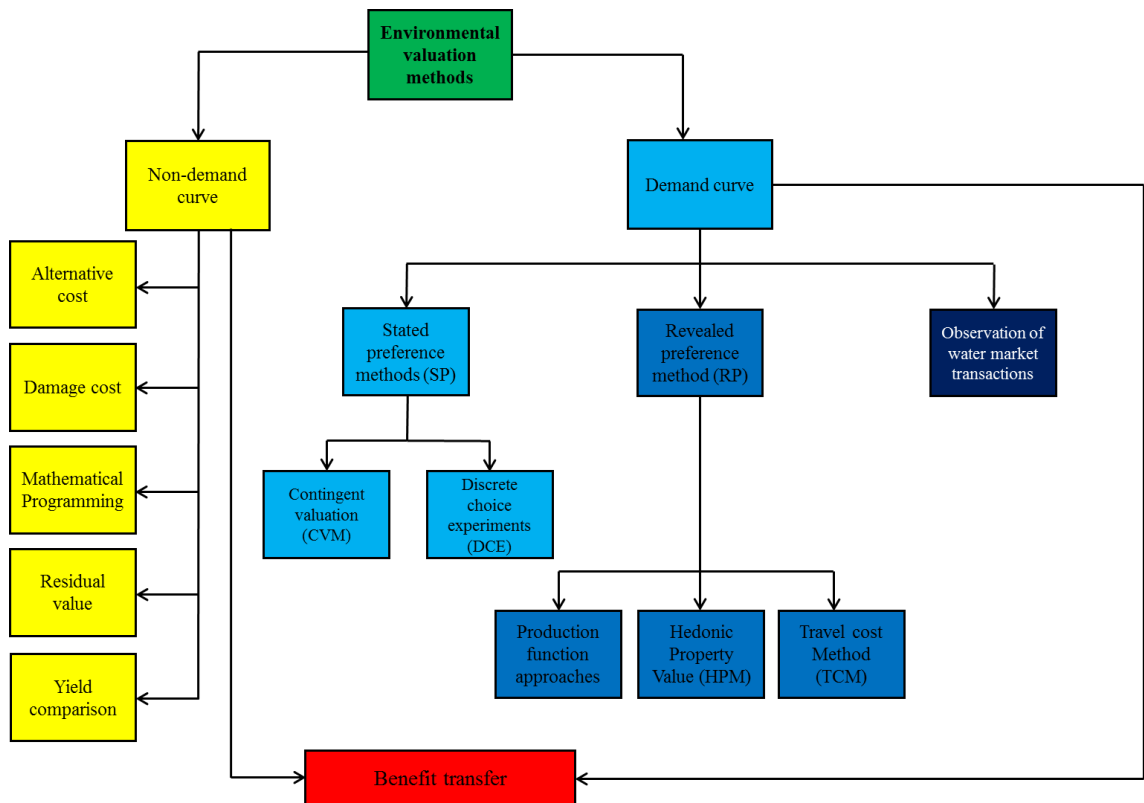 Environmental
valuation
methods
Non-demand
curve
Demand curve
Alternative
cost
Damage cost
Mathematical
Programming
Residual
value
Yield
comparison
Stated
preference
methods (SP)
Revealed
preference
method (RP)
Observation of
water market
transactions
Contingent
valuation
(CVM)
Discrete
choice
experiments
(DCE)
Production
function
approaches
Hedonic
Property
Value (HPM)
Travel cost
Method
(TCM)
Benefit transfer